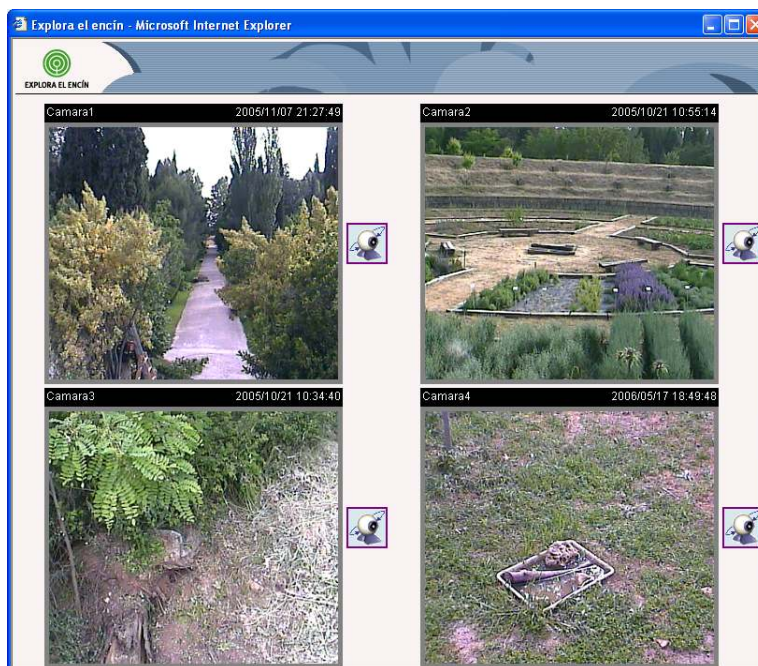 Explora el encín - Microsoft Internet Explorer
EXPLORA EL ENCÍN
Camara1 2005/11/07 21:27:49
Camara2 2005/10/21 10:55:14
Camara3 2005/10/21 10:34:40
Camara4 2006/05/17 18:49:48